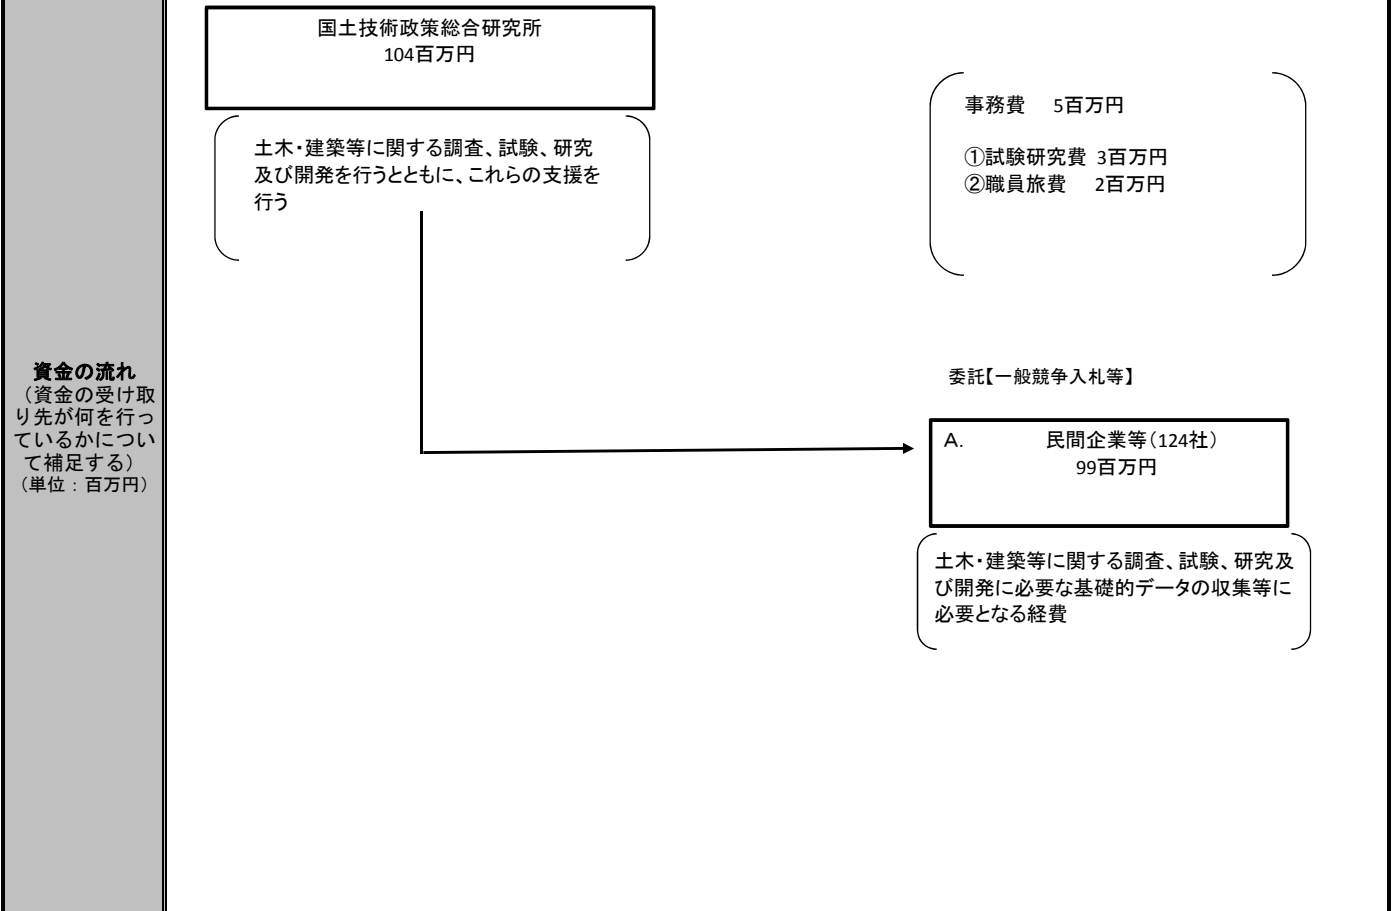 資金の流れ
（資金の受け取
り先が何を行っ
ているかについ
て補足する）
（単位：百万円）
国土技術政策総合研究所
104百万円
土木・建築等に関する調査、試験、研究
及び開発を行うとともに、これらの支援を
行う
事務費　5百万円
①試験研究費 3百万円
②職員旅費　2百万円
委託【一般競争入札等】
A.　民間企業等（124社）
99百万円
土木・建築等に関する調査、試験、研究及
び開発に必要な基礎的データの収集等に
必要となる経費